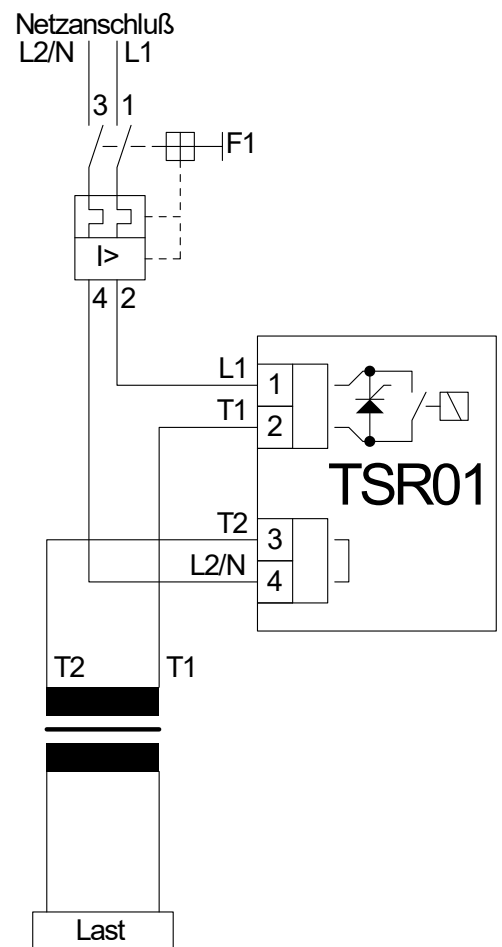 Netzanschluß
L2/N L1
3 1
F1
I>
4 2
L1
1
T1
2
TSR01
T2
3
L2/N
4
T2 T1
Last